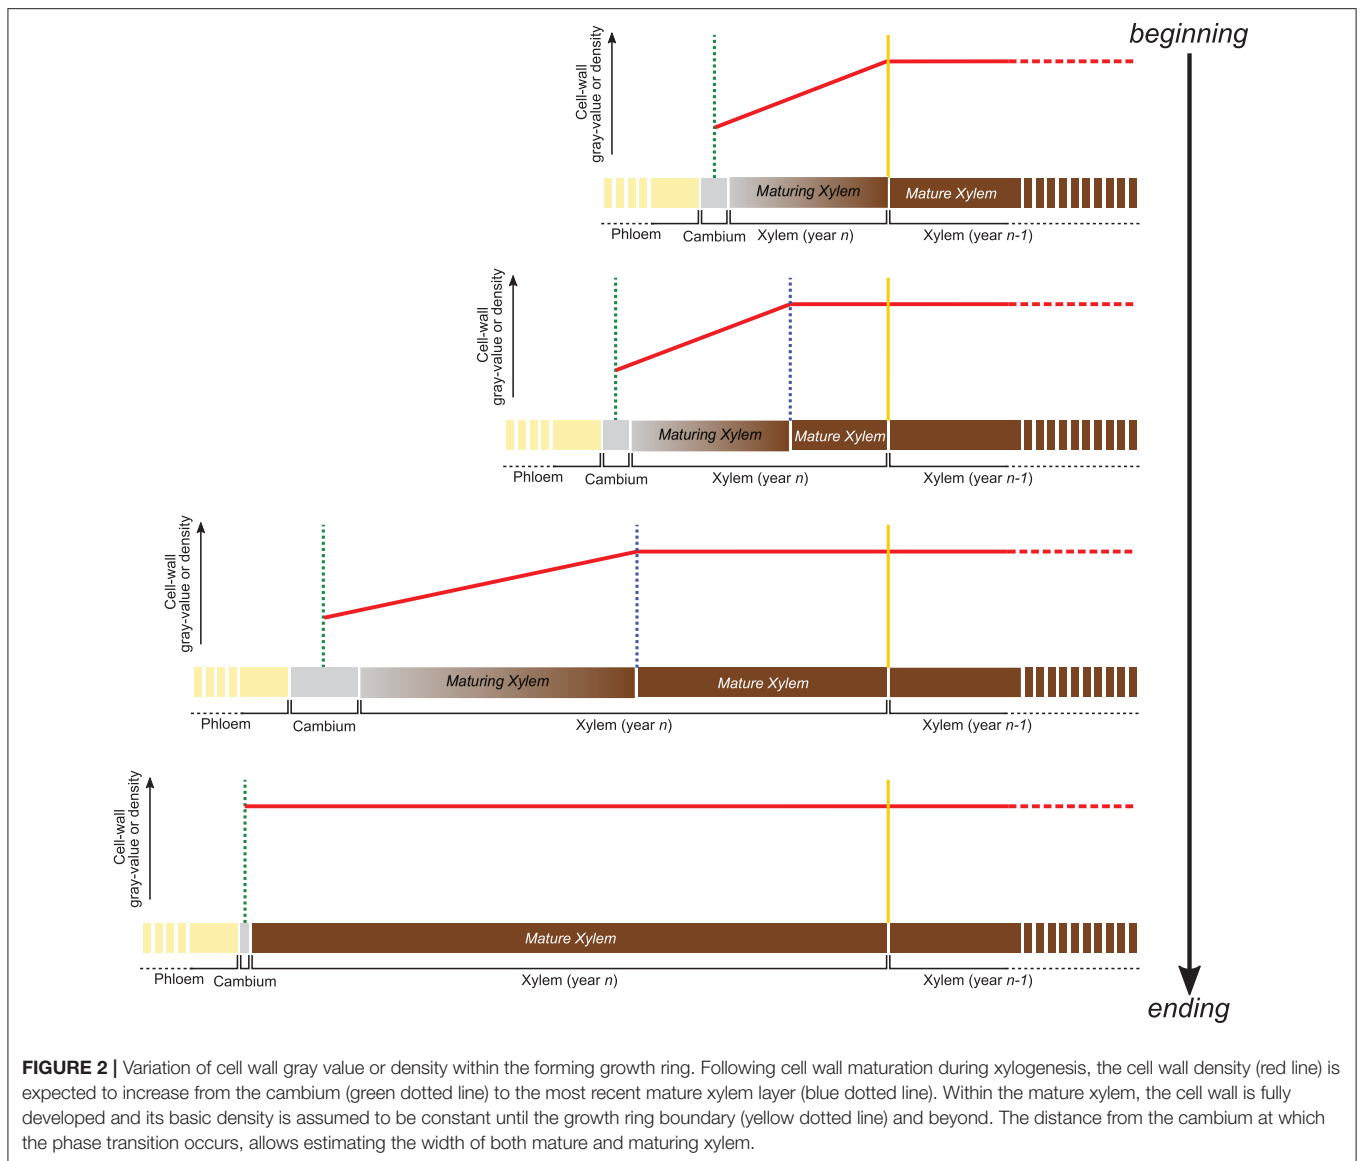 beginning
Cell-wall
gray-value or density
Maturing Xylem
Mature Xylem
Phloem
Cambium
Xylem (year n)
Xylem (year n-1)
Cell-wall
gray-value or density
Maturing Xylem
Mature Xylem
Phloem
Cambium
Xylem (year n)
Xylem (year n-1)
Cell-wall
gray-value or density
Maturing Xylem
Mature Xylem
Phloem
Cambium
Xylem (year n)
Xylem (year n-1)
Cell-wall
gray-value or density
Mature Xylem
Phloem
Cambium
Xylem (year n)
Xylem (year n-1)
ending
FIGURE 2 | Variation of cell wall gray value or density within the forming growth ring. Following cell wall maturation during xylogenesis, the cell wall density (red line) is
expected to increase from the cambium (green dotted line) to the most recent mature xylem layer (blue dotted line). Within the mature xylem, the cell wall is fully
developed and its basic density is assumed to be constant until the growth ring boundary (yellow dotted line) and beyond. The distance from the cambium at which
the phase transition occurs, allows estimating the width of both mature and maturing xylem.